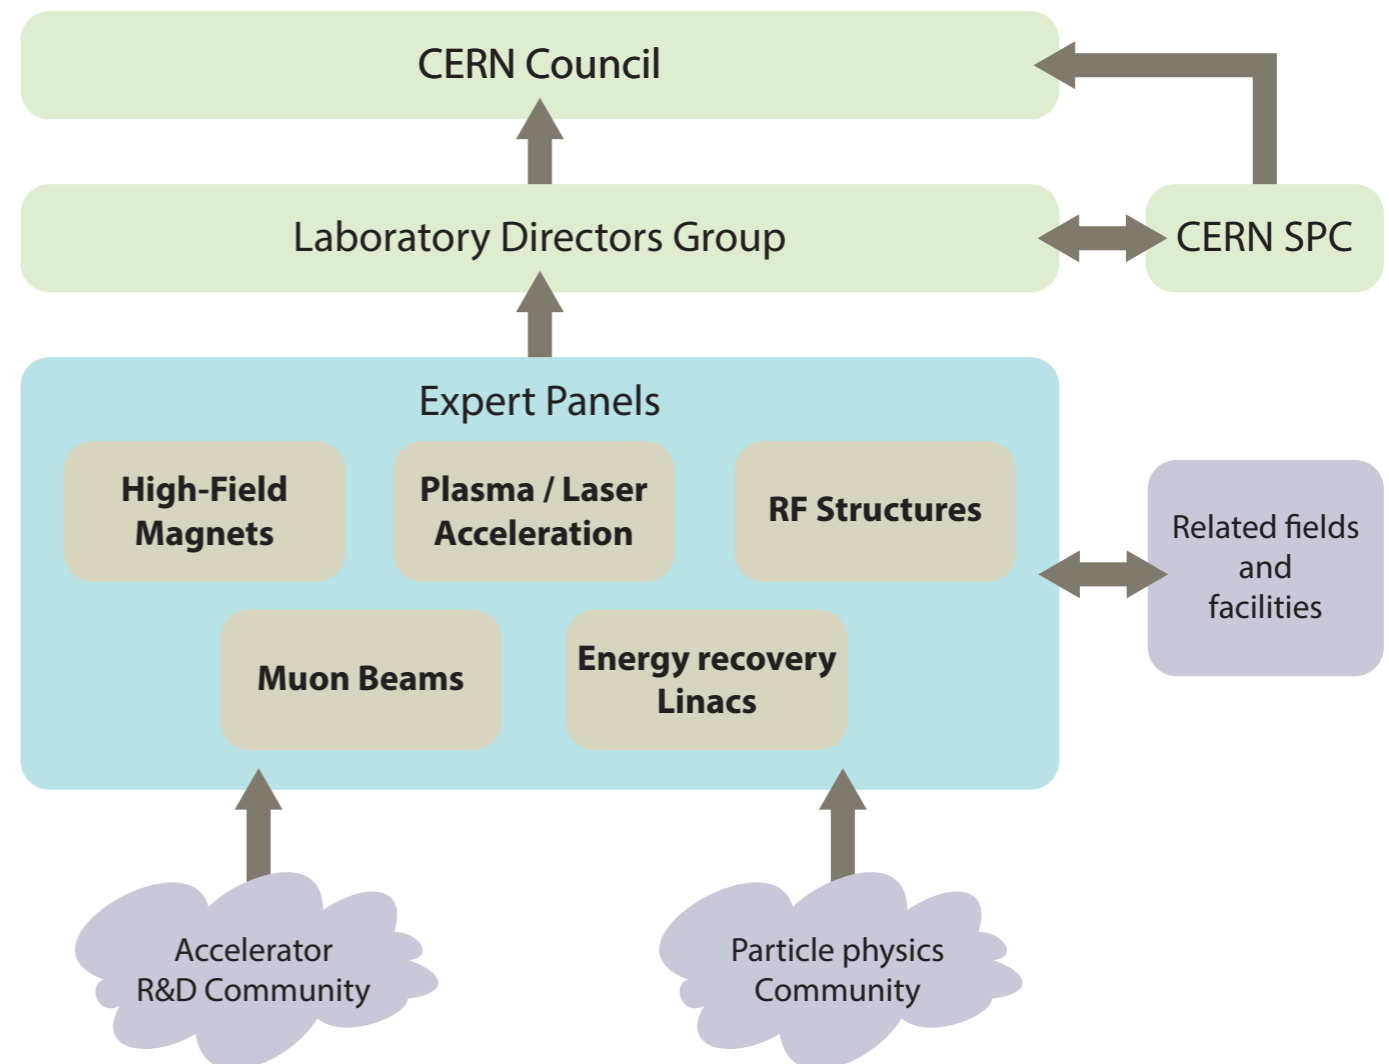 CERN Council
Laboratory Directors Group
CERN SPC
Expert Panels
High-Field
Magnets
Plasma / Laser
Acceleration
RF Structures
Related fields
and
facilities
Muon Beams
Energy recovery
Linacs
Accelerator
R&D Community
Particle physics
Community